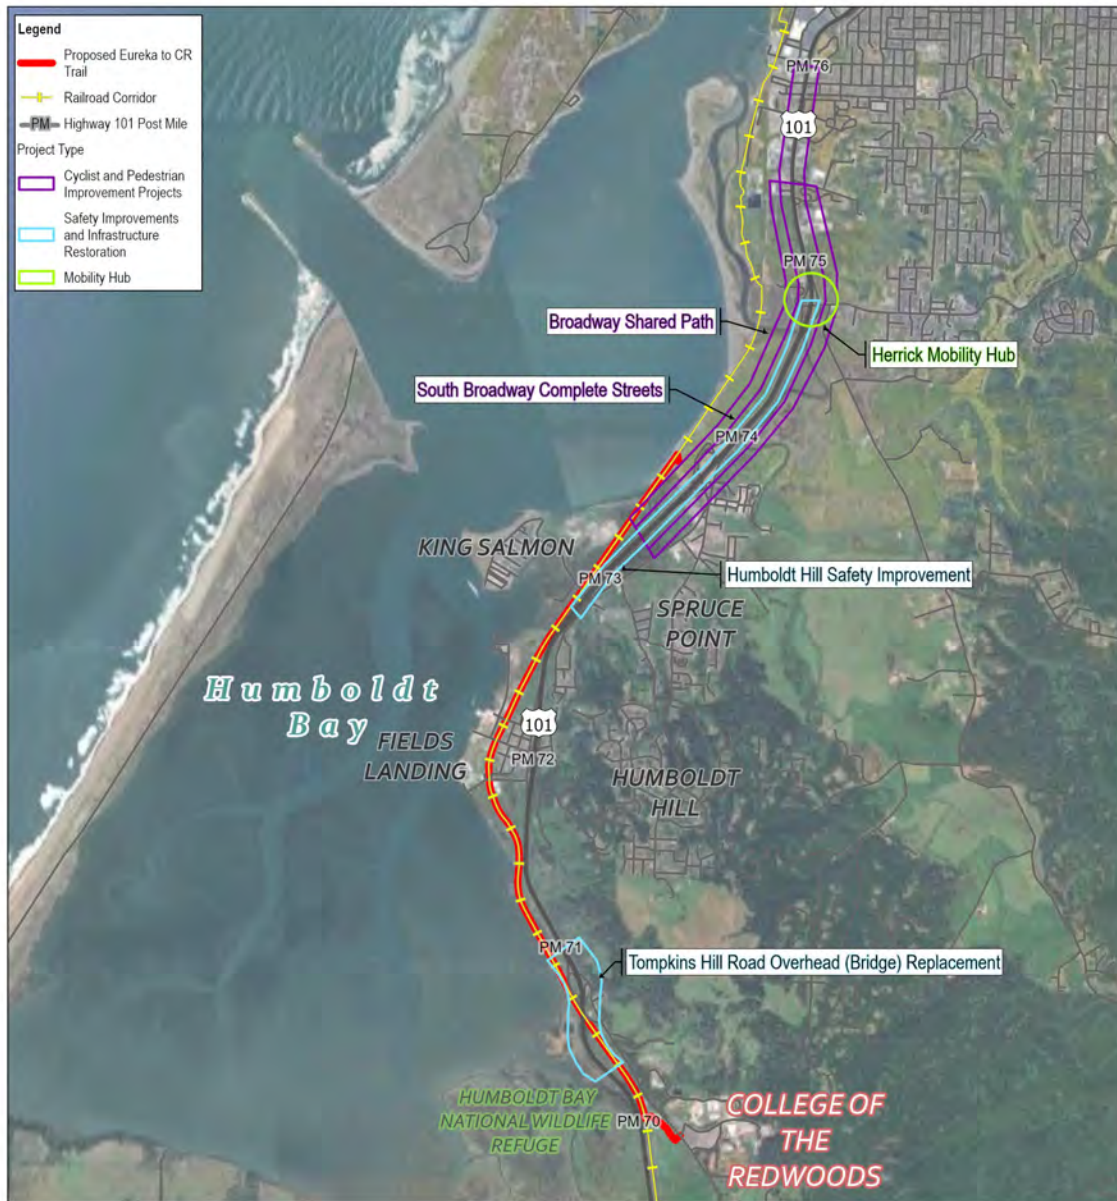 Legend
Proposed Eureka to CR
Trail
Railroad Corridor
PM Highway 101 Post Mile
Project Type
Cyclist and Pedestrian
Improvement Projects
Safety Improvements
and Infrastructure
Restoration
Mobility Hub
PM 76
101
PM 75
Broadway Shared Path
Herrick Mobility Hub
South Broadway Complete Streets
PM 74
KING SALMON
PM 73
Humboldt Hill Safety Improvement
SPRUCE
POINT
Humboldt
Bay
101
FIELDS
LANDING
PM 72
HUMBOLDT
HILL
PM 71
Tompkins Hill Road Overhead (Bridge) Replacement
HUMBOLDT BAY
NATIONAL WILDLIFE
REFUGE
PM 70
COLLEGE OF
THE
REDWOODS